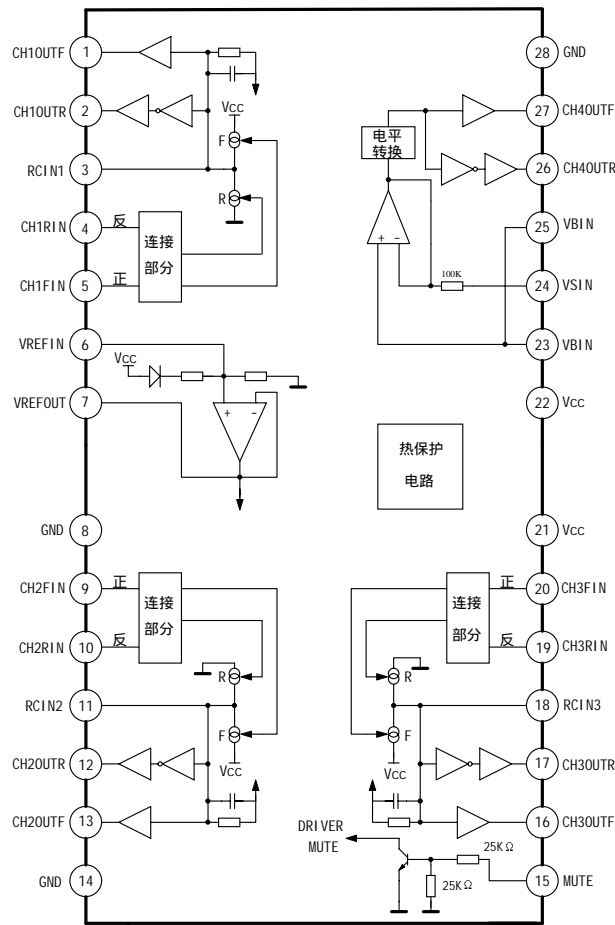 CH1OUTF
1
28
GND
CH1OUTR
2
Vcc
27
CH4OUTF
F
电平
转换
RCIN1
3
26
CH4OUTR
R
CH1RIN
4
反
连接
部分
25
VBIN
+
-
CH1FIN
5
正
100K
24
VSIN
VREFIN
6
23
VBIN
Vcc
VREFOUT
7
+
-
22
Vcc
热保护
电路
GND
8
21
Vcc
CH2FIN
9
正
连接
部分
连接
部分
正
20
CH3FIN
CH2RIN
10
反
反
19
CH3RIN
R
R
RCIN2
11
18
RCIN3
F
F
CH2OUTR
12
Vcc
Vcc
17
CH3OUTR
CH2OUTF
13
16
CH3OUTF
DRIVER
MUTE
25KΩ
GND
14
25KΩ
15
MUTE